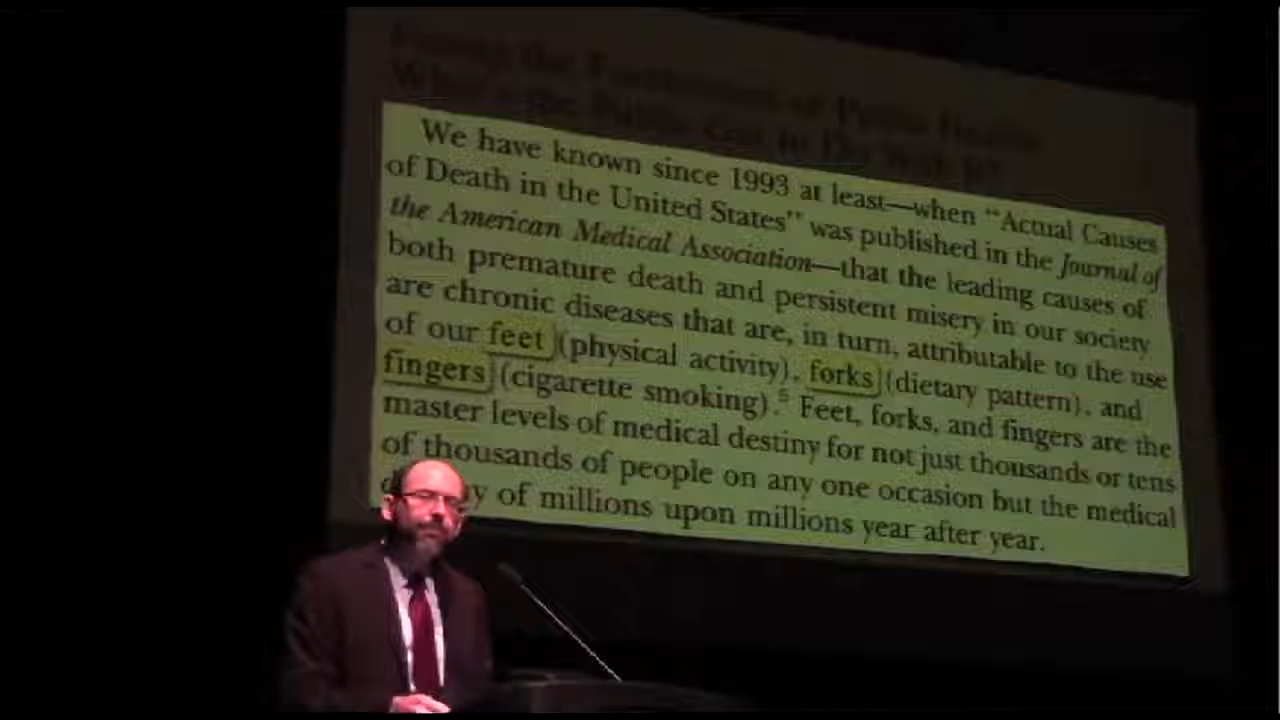 We have known since 1993 at least—when "Actual Causes
of Death in the United States" was published in the Journal of
the American Medical Association—that the leading causes of
both premature death and persistent misery in our society
are chronic diseases that are, in turn, attributable to the use
of our feet (physical activity), forks (dietary pattern), and
fingers (cigarette smoking).⁵ Feet, forks, and fingers are the
master levels of medical destiny for not just thousands or tens
of thousands of people on any one occasion but the medical
of millions upon millions year after year.